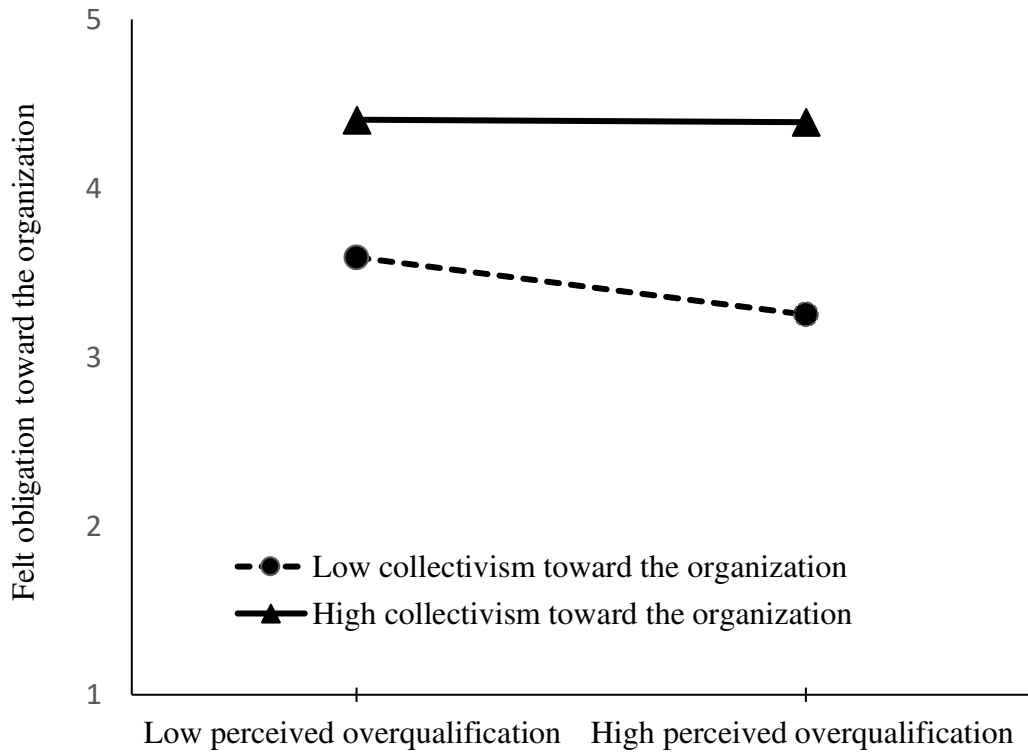 5
4
3
2
1
Felt obligation toward the organization
Low collectivism toward the organization
High collectivism toward the organization
Low perceived overqualification
High perceived overqualification